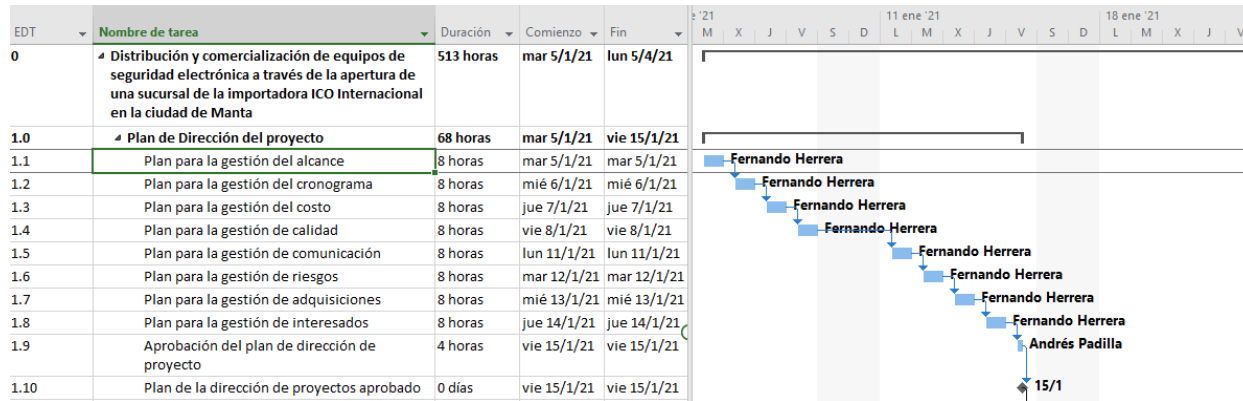 e '21 11 ene '21 18 ene '21
EDT Nombre de tarea Duración Comienzo Fin M X J V S D L M X J V S D L M X J V
0 Distribución y comercialización de equipos de 513 horas mar 5/1/21 lun 5/4/21
seguridad electrónica a través de la apertura de
una sucursal de la importadora ICO Internacional
en la ciudad de Manta
1.0 Plan de Dirección del proyecto 68 horas mar 5/1/21 vie 15/1/21
1.1 Plan para la gestión del alcance 8 horas mar 5/1/21 mar 5/1/21 Fernando Herrera
1.2 Plan para la gestión del cronograma 8 horas mié 6/1/21 mié 6/1/21 Fernando Herrera
1.3 Plan para la gestión del costo 8 horas jue 7/1/21 jue 7/1/21 Fernando Herrera
1.4 Plan para la gestión de calidad 8 horas vie 8/1/21 vie 8/1/21 Fernando Herrera
1.5 Plan para la gestión de comunicación 8 horas lun 11/1/21 lun 11/1/21 Fernando Herrera
1.6 Plan para la gestión de riesgos 8 horas mar 12/1/21 mar 12/1/21 Fernando Herrera
1.7 Plan para la gestión de adquisiciones 8 horas mié 13/1/21 mié 13/1/21 Fernando Herrera
1.8 Plan para la gestión de interesados 8 horas jue 14/1/21 jue 14/1/21 Fernando Herrera
1.9 Aprobación del plan de dirección de 4 horas vie 15/1/21 vie 15/1/21 Andrés Padilla
proyecto
1.10 Plan de la dirección de proyectos aprobado 0 días vie 15/1/21 vie 15/1/21 15/1